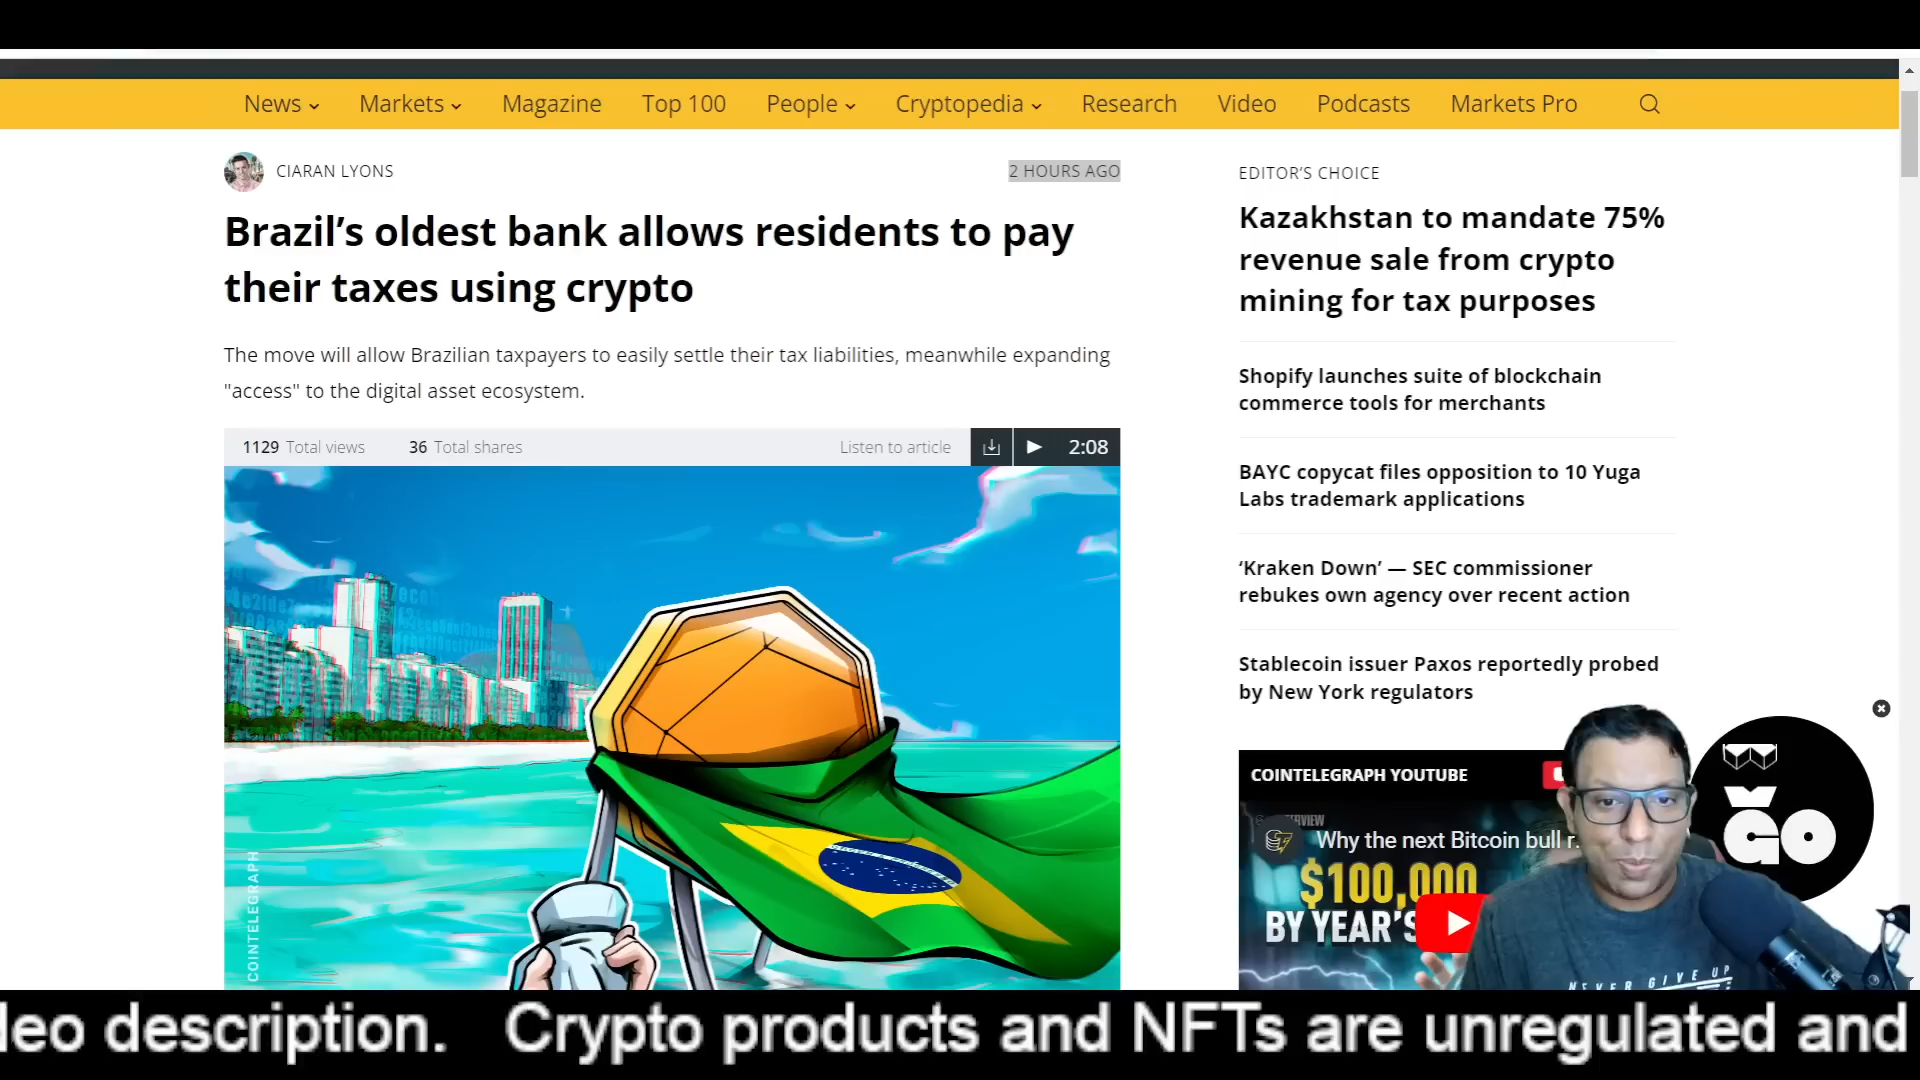 News Markets Magazine Top 100 People Cryptopedia Research Video Podcasts Markets Pro
CIARAN LYONS
2 HOURS AGO
Brazil’s oldest bank allows residents to pay
their taxes using crypto
The move will allow Brazilian taxpayers to easily settle their tax liabilities, meanwhile expanding
"access" to the digital asset ecosystem.
1129 Total views 36 Total shares Listen to article 2:08
COINTELEGRAPH
EDITOR’S CHOICE
Kazakhstan to mandate 75%
revenue sale from crypto
mining for tax purposes
Shopify launches suite of blockchain
commerce tools for merchants
BAYC copycat files opposition to 10 Yuga
Labs trademark applications
‘Kraken Down’ — SEC commissioner
rebukes own agency over recent action
Stablecoin issuer Paxos reportedly probed
by New York regulators
COINTELEGRAPH YOUTUBE
Why the next Bitcoin bull r.
$100,000
BY YEAR'S
GO
NEVER GIVE UP
deo description. Crypto products and NFTs are unregulated and